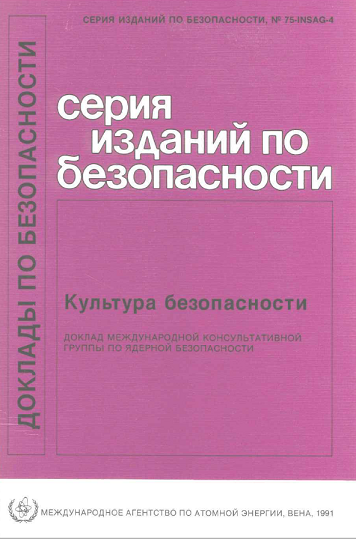 СЕРИЯ ИЗДАНИЙ ПО БЕЗОПАСНОСТИ, № 75-INSAG-4
ДОКЛАДЫ ПО БЕЗОПАСНОСТИ
серия
изданий по
безопасности
Культура безопасности
ДОКЛАД МЕЖДУНАРОДНОЙ КОНСУЛЬТАТИВНОЙ
ГРУППЫ ПО ЯДЕРНОЙ БЕЗОПАСНОСТИ
МЕЖДУНАРОДНОЕ АГЕНТСТВО ПО АТОМНОЙ ЭНЕРГИИ, ВЕНА, 1991